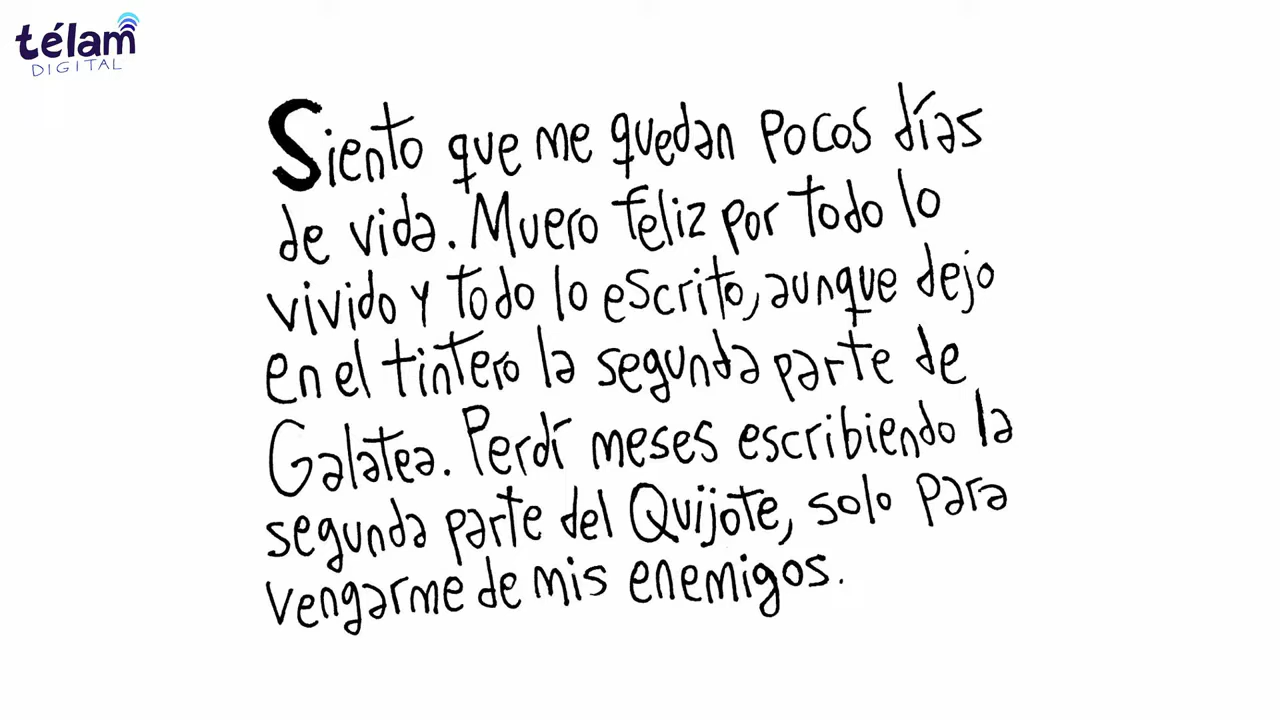 télam
DIGITAL
Siento que me quedan pocos días
de vida. Muero feliz por todo lo
vivido y todo lo escrito, aunque dejo
en el tintero la segunda parte de
Galatea. Perdí meses escribiendo la
segunda parte del Quijote, solo para
vengarme de mis enemigos.